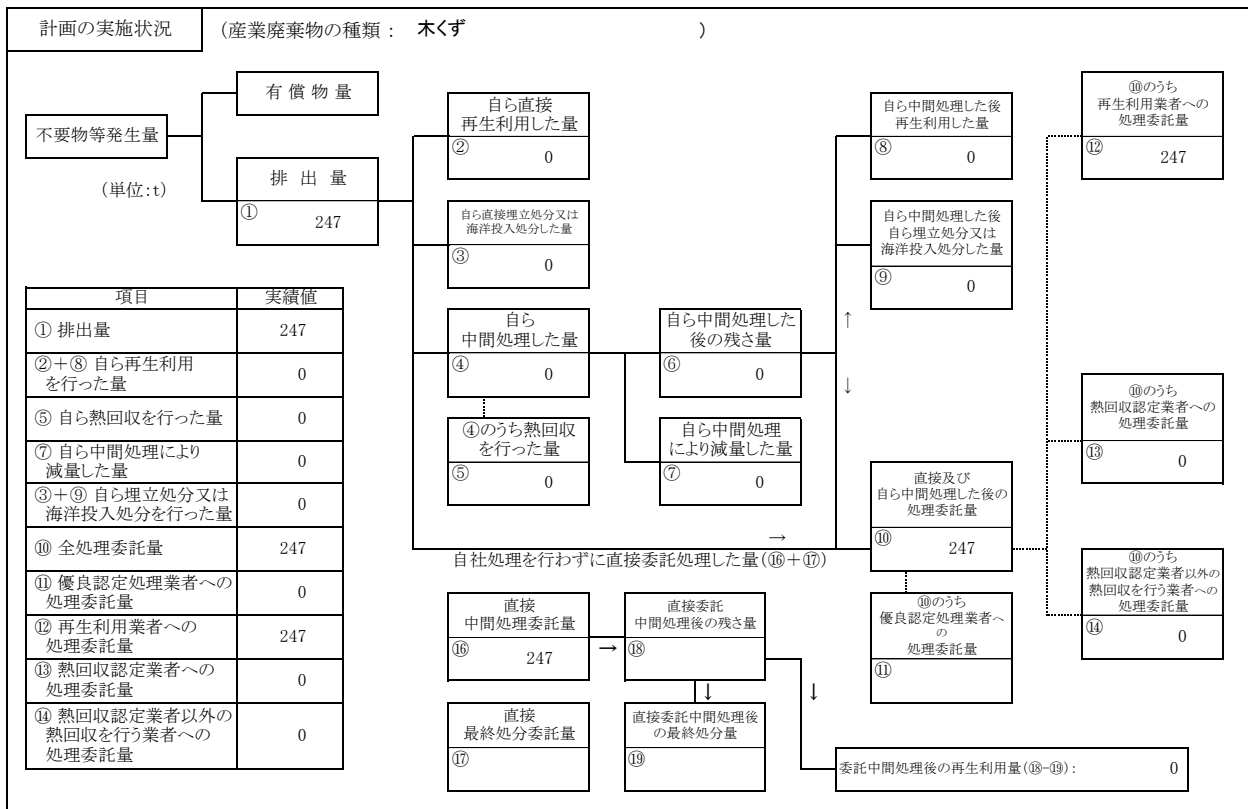 計画の実施状況
(産業廃棄物の種類： 木くず )
有償物量
不要物等発生量
(単位:t)
排出量
①
247
自ら直接
再生利用した量
②
0
自ら直接埋立処分又は
海洋投入処分した量
③
0
自ら
中間処理した量
④
0
④のうち熱回収
を行った量
⑤
0
自ら中間処理した
後の残さ量
⑥
0
自ら中間処理
により減量した量
⑦
0
自ら中間処理した後
再生利用した量
⑧
0
自ら中間処理した後
自ら埋立処分又は
海洋投入処分した量
⑨
0
↑
↓
直接及び
自ら中間処理した後の
処理委託量
⑩
247
⑩のうち
再生利用業者への
処理委託量
⑫
247
⑩のうち
熱回収認定業者への
処理委託量
⑬
0
⑩のうち
熱回収認定業者以外の
熱回収を行う業者への
処理委託量
⑭
0
⑩のうち
優良認定処理業者へ
の
処理委託量
⑪
→
自社処理を行わずに直接委託処理した量(⑯+⑰)
直接
中間処理委託量
⑯
247
→
直接委託
中間処理後の残さ量
⑱
↓
↓
直接
最終処分委託量
⑰
直接委託中間処理後
の最終処分量
⑲
委託中間処理後の再生利用量(⑱-⑲)： 0
項目 実績値
① 排出量 247
②+⑧ 自ら再生利用
を行った量
0
⑤ 自ら熱回収を行った量 0
⑦ 自ら中間処理により
減量した量
0
③+⑨ 自ら埋立処分又は
海洋投入処分を行った量
0
⑩ 全処理委託量 247
⑪ 優良認定処理業者への
処理委託量
0
⑫ 再生利用業者への
処理委託量
247
⑬ 熱回収認定業者への
処理委託量
0
⑭ 熱回収認定業者以外の
熱回収を行う業者への
処理委託量
0